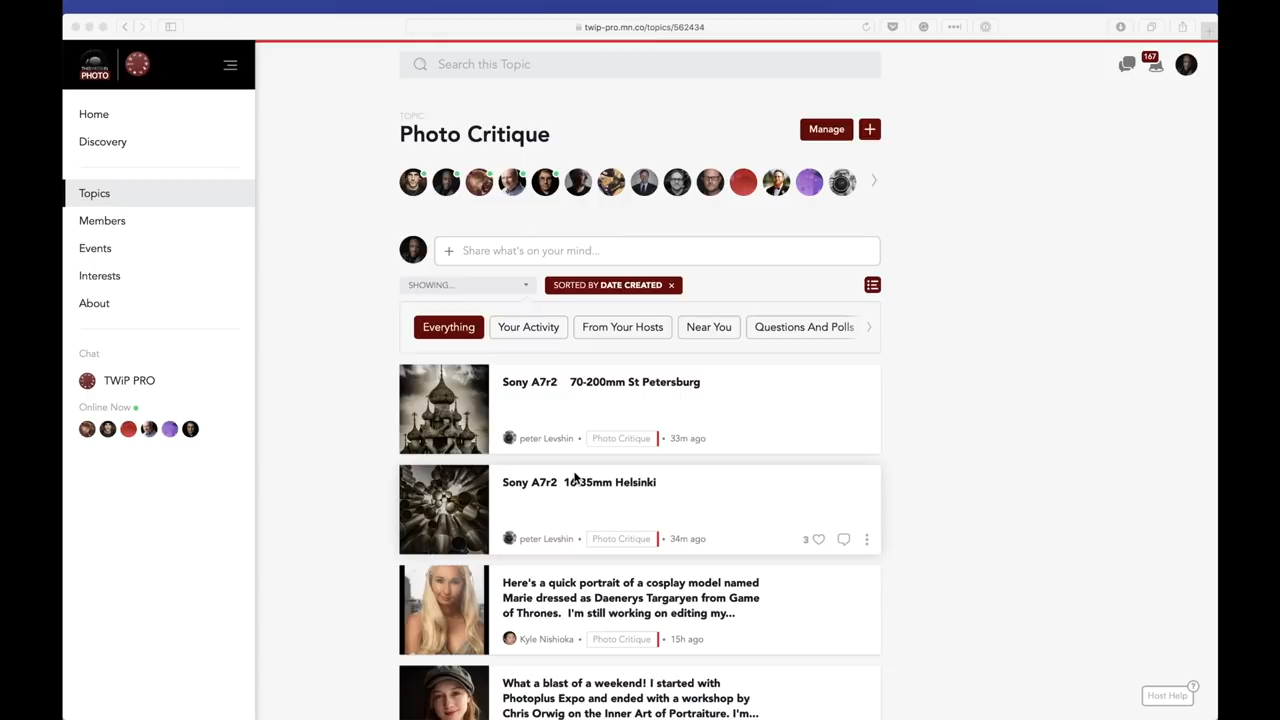 twip-pro.mn.co/topics/562434
PHOTO
Search this Topic
167
Home
Discovery
Topics
Members
Events
Interests
About
Chat
TWiP PRO
Online Now
TOPIC
Photo Critique
Manage
Share what's on your mind...
SHOWING...
SORTED BY DATE CREATED ×
Everything
Your Activity
From Your Hosts
Near You
Questions And Polls
Sony A7r2 70-200mm St Petersburg
peter Levshin • Photo Critique • 33m ago
Sony A7r2 16-35mm Helsinki
peter Levshin • Photo Critique • 34m ago
3
Here's a quick portrait of a cosplay model named
Marie dressed as Daenerys Targaryen from Game
of Thrones. I'm still working on editing my...
Kyle Nishioka • Photo Critique • 15h ago
What a blast of a weekend! I started with
Photoplus Expo and ended with a workshop by
Chris Orwig on the Inner Art of Portraiture. I'm...
Host Help
?